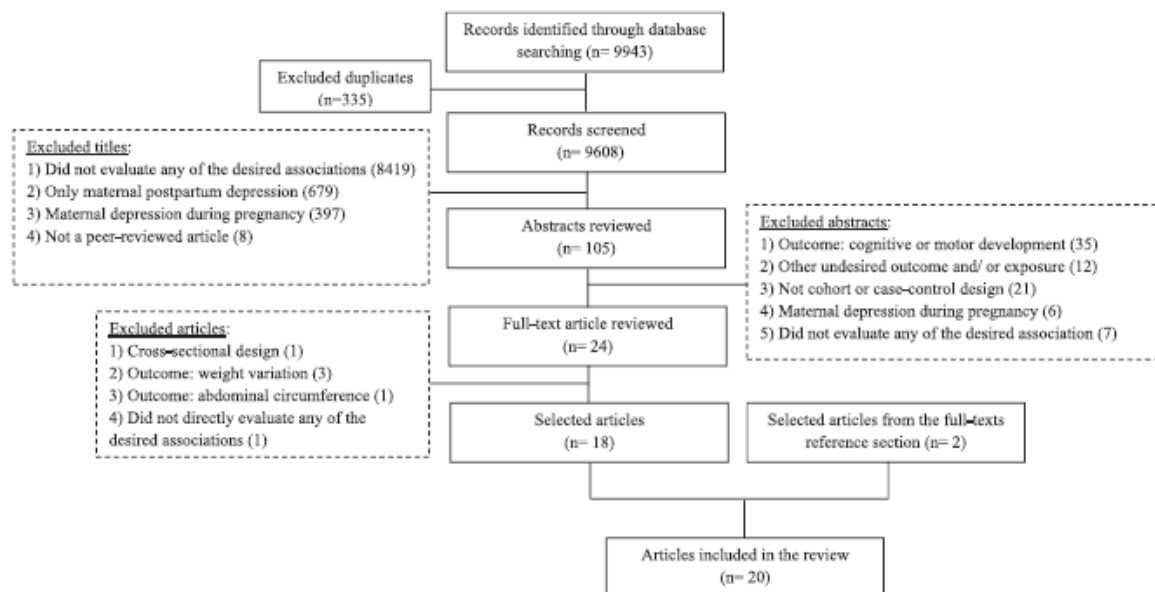 Records identified through database
searching (n= 9943)
Excluded duplicates
(n=335)
Records screened
(n= 9608)
Excluded titles:
1) Did not evaluate any of the desired associations (8419)
2) Only maternal postpartum depression (679)
3) Maternal depression during pregnancy (397)
4) Not a peer-reviewed article (8)
Abstracts reviewed
(n= 105)
Excluded abstracts:
1) Outcome: cognitive or motor development (35)
2) Other undesired outcome and/ or exposure (12)
3) Not cohort or case-control design (21)
4) Maternal depression during pregnancy (6)
5) Did not evaluate any of the desired association (7)
Full-text article reviewed
(n= 24)
Excluded articles:
1) Cross-sectional design (1)
2) Outcome: weight variation (3)
3) Outcome: abdominal circumference (1)
4) Did not directly evaluate any of the
desired associations (1)
Selected articles
(n= 18)
Selected articles from the full-texts
reference section (n= 2)
Articles included in the review
(n= 20)